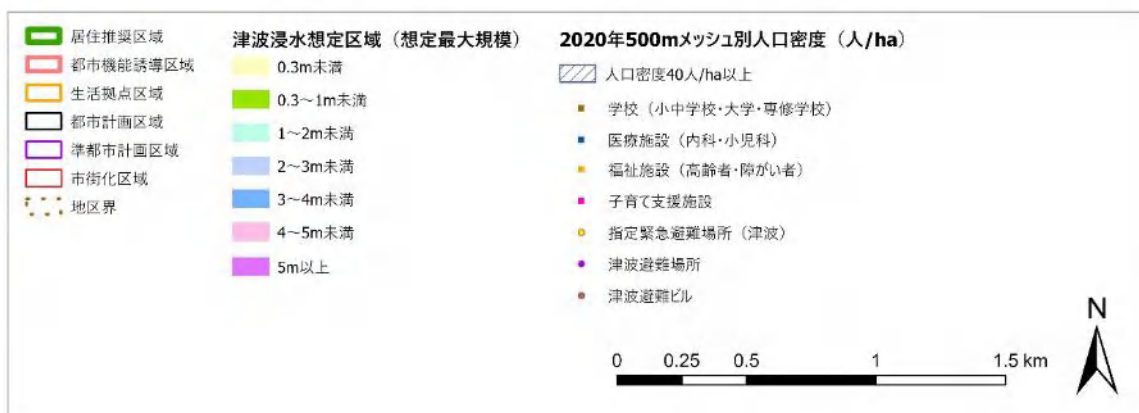 居住推奨区域
都市機能誘導区域
生活拠点区域
都市計画区域
準都市計画区域
市街化区域
地区界
津波浸水想定区域（想定最大規模）
0.3m未満
0.3～1m未満
1～2m未満
2～3m未満
3～4m未満
4～5m未満
5m以上
2020年500mメッシュ別人口密度（人/ha）
人口密度40人/ha以上
学校（小中学校・大学・専修学校）
医療施設（内科・小児科）
福祉施設（高齢者・障がい者）
子育て支援施設
指定緊急避難場所（津波）
津波避難場所
津波避難ビル
N
0 0.25 0.5 1 1.5 km